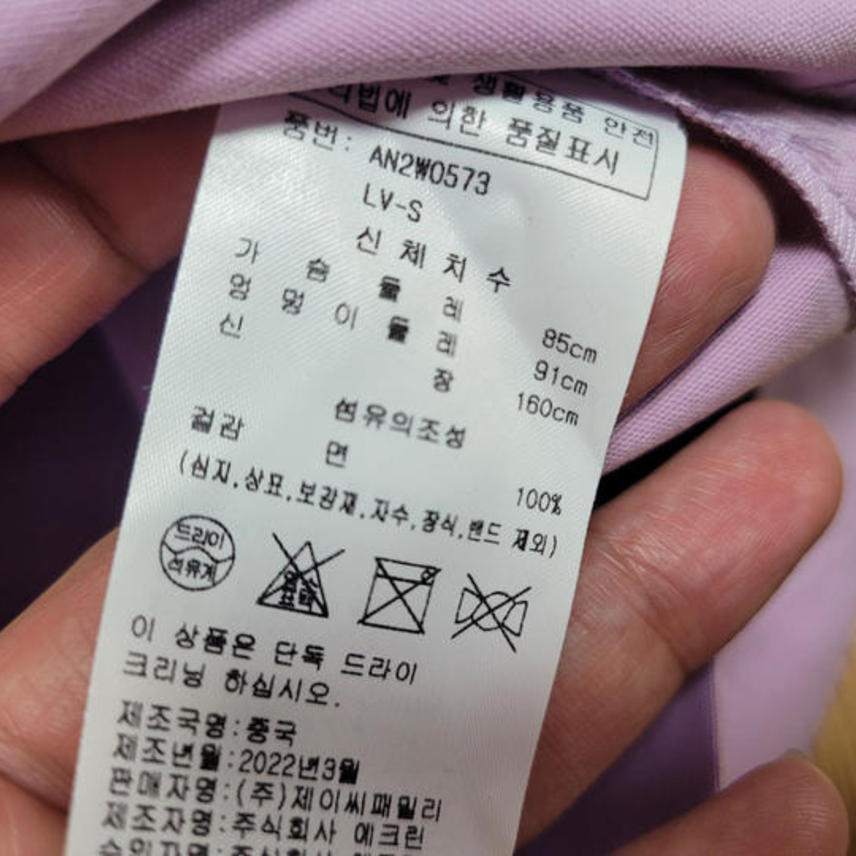 생활용품 안전
법에 의한 품질표시
품번: AN2W0573
LV-S
신체치수
가슴둘레 85cm
엉덩이둘레 91cm
신장 160cm
섬유의조성
겉감 면 100%
(심지,상표,보강재,자수,장식,밴드 제외)
드라이
석유계
이 상품은 단독 드라이
크리닝 하십시오.
제조국명:중국
제조년월:2022년3월
판매자명:(주)제이씨패밀리
제조자명:주식회사 에크린